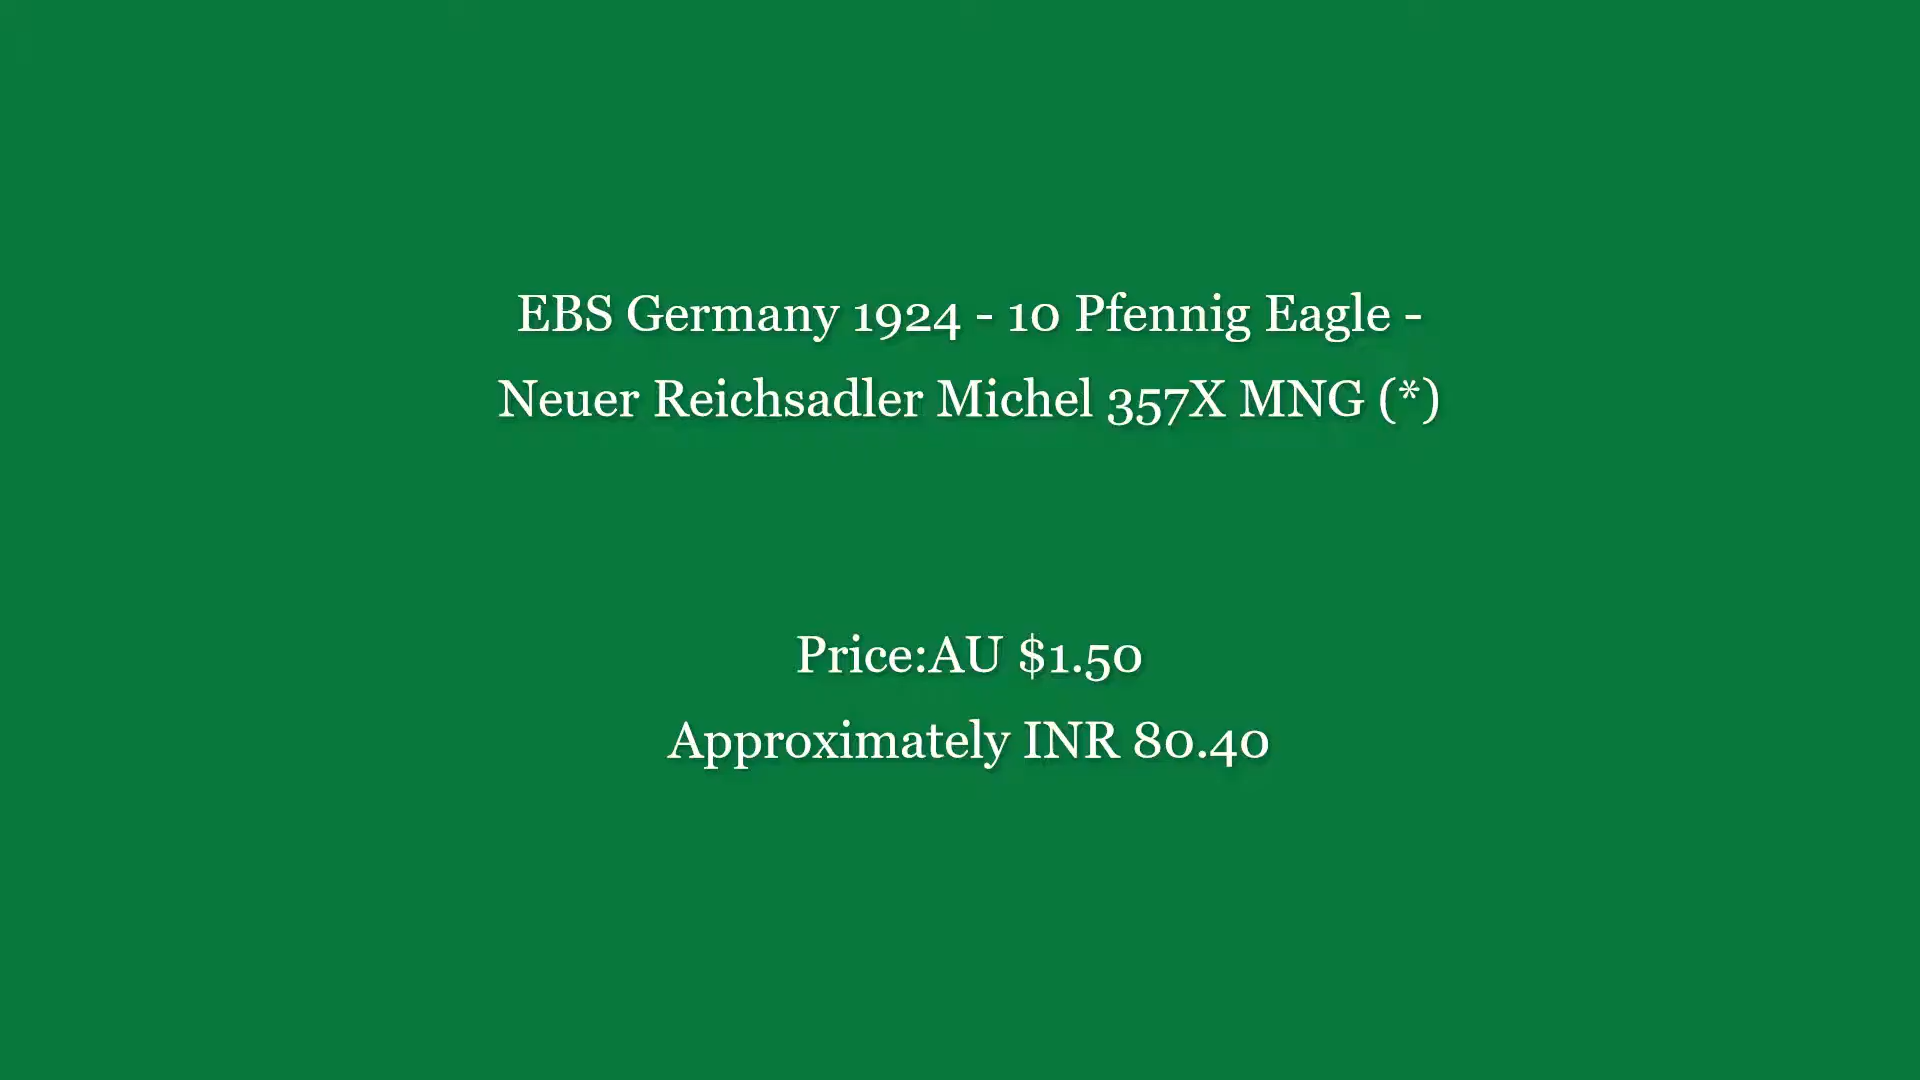 EBS Germany 1924 - 10 Pfennig Eagle -
Neuer Reichsadler Michel 357X MNG (*)
Price:AU $1.50
Approximately INR 80.40